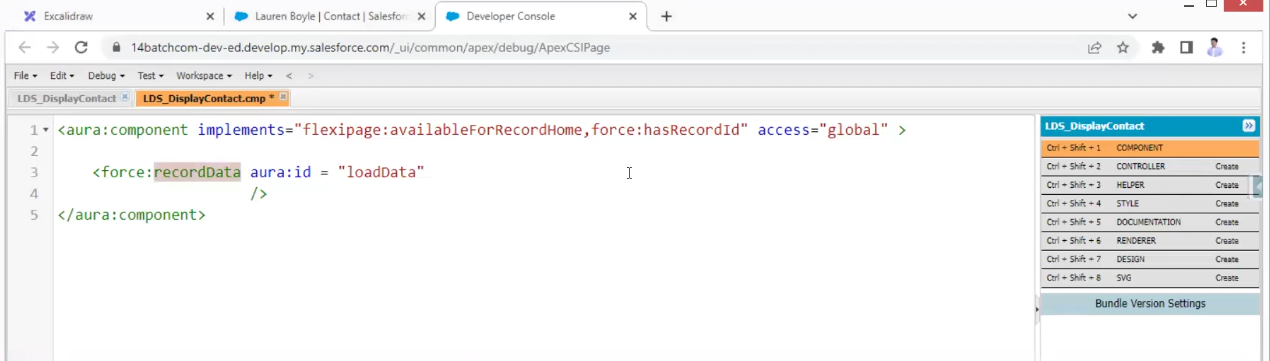 Excalidraw
Lauren Boyle | Contact | Salesfor
Developer Console
14batchcom-dev-ed.develop.my.salesforce.com/_ui/common/apex/debug/ApexCSIPage
File Edit Debug Test Workspace Help < >
LDS_DisplayContact LDS_DisplayContact.cmp *
1 <aura:component implements="flexipage:availableForRecordHome,force:hasRecordId" access="global" >
2
3 <force:recordData aura:id = "loadData"
4 />
5 </aura:component>
LDS_DisplayContact
Ctrl + Shift + 1 COMPONENT
Ctrl + Shift + 2 CONTROLLER Create
Ctrl + Shift + 3 HELPER Create
Ctrl + Shift + 4 STYLE Create
Ctrl + Shift + 5 DOCUMENTATION Create
Ctrl + Shift + 6 RENDERER Create
Ctrl + Shift + 7 DESIGN Create
Ctrl + Shift + 8 SVG Create
Bundle Version Settings